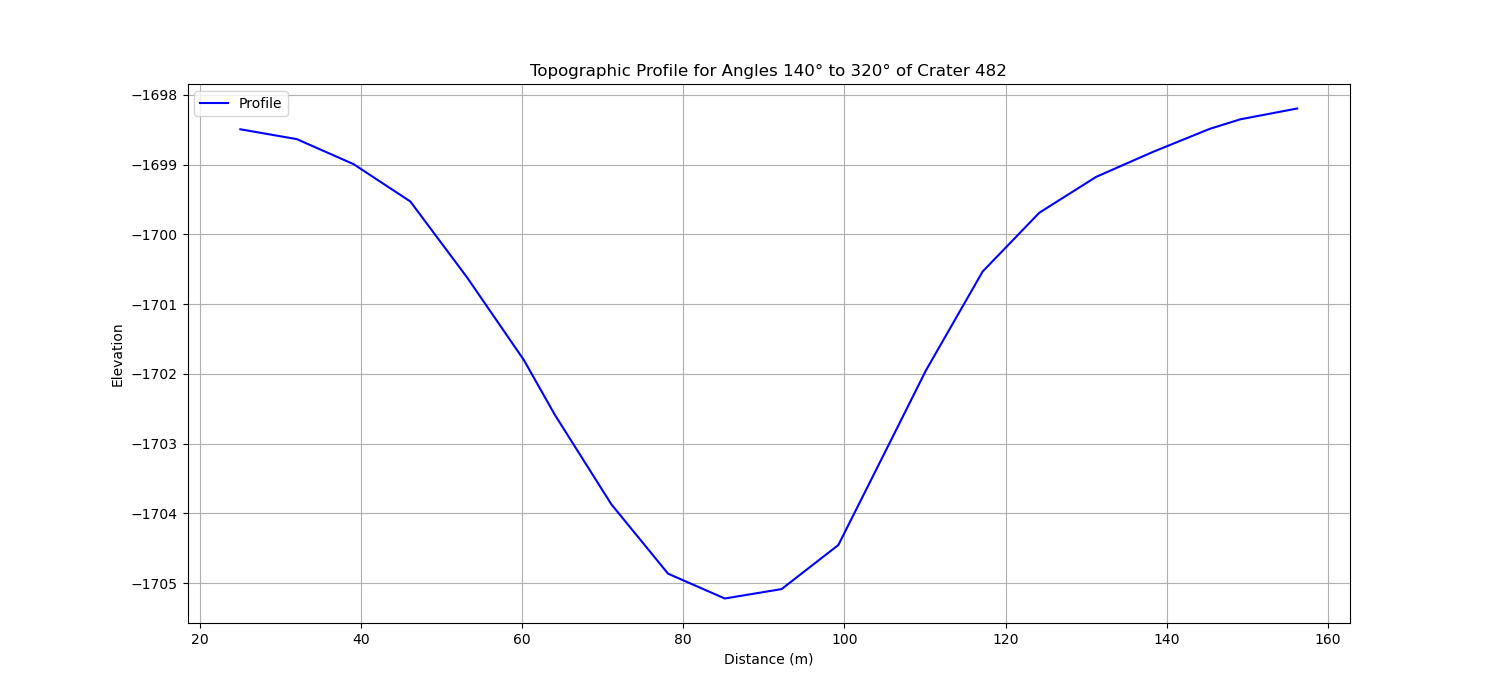 Topographic Profile for Angles 140° to 320° of Crater 482
Profile
−1698
−1699
−1700
−1701
−1702
−1703
−1704
−1705
Elevation
20 40 60 80 100 120 140 160
Distance (m)